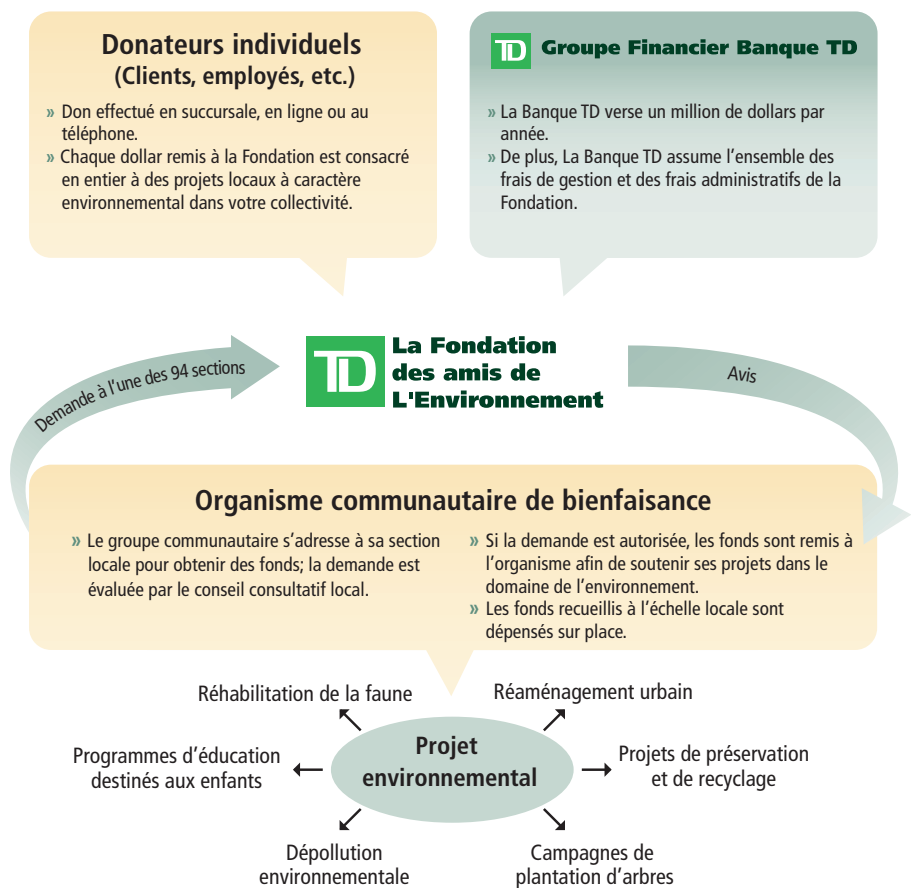 Donateurs individuels
(Clients, employés, etc.)
» Don effectué en succursale, en ligne ou au
téléphone.
» Chaque dollar remis à la Fondation est consacré
en entier à des projets locaux à caractère
environnemental dans votre collectivité.
TD Groupe Financier Banque TD
» La Banque TD verse un million de dollars par
année.
» De plus, La Banque TD assume l'ensemble des
frais de gestion et des frais administratifs de la
Fondation.
Demande à l'une des 94 sections
TD
La Fondation
des amis de
L'Environnement
Avis
Organisme communautaire de bienfaisance
» Le groupe communautaire s'adresse à sa section
locale pour obtenir des fonds; la demande est
évaluée par le conseil consultatif local.
» Si la demande est autorisée, les fonds sont remis à
l'organisme afin de soutenir ses projets dans le
domaine de l'environnement.
» Les fonds recueillis à l'échelle locale sont
dépensés sur place.
Réhabilitation de la faune
Réaménagement urbain
Programmes d'éducation
destinés aux enfants
Projet
environnemental
Projets de préservation
et de recyclage
Dépollution
environnementale
Campagnes de
plantation d'arbres